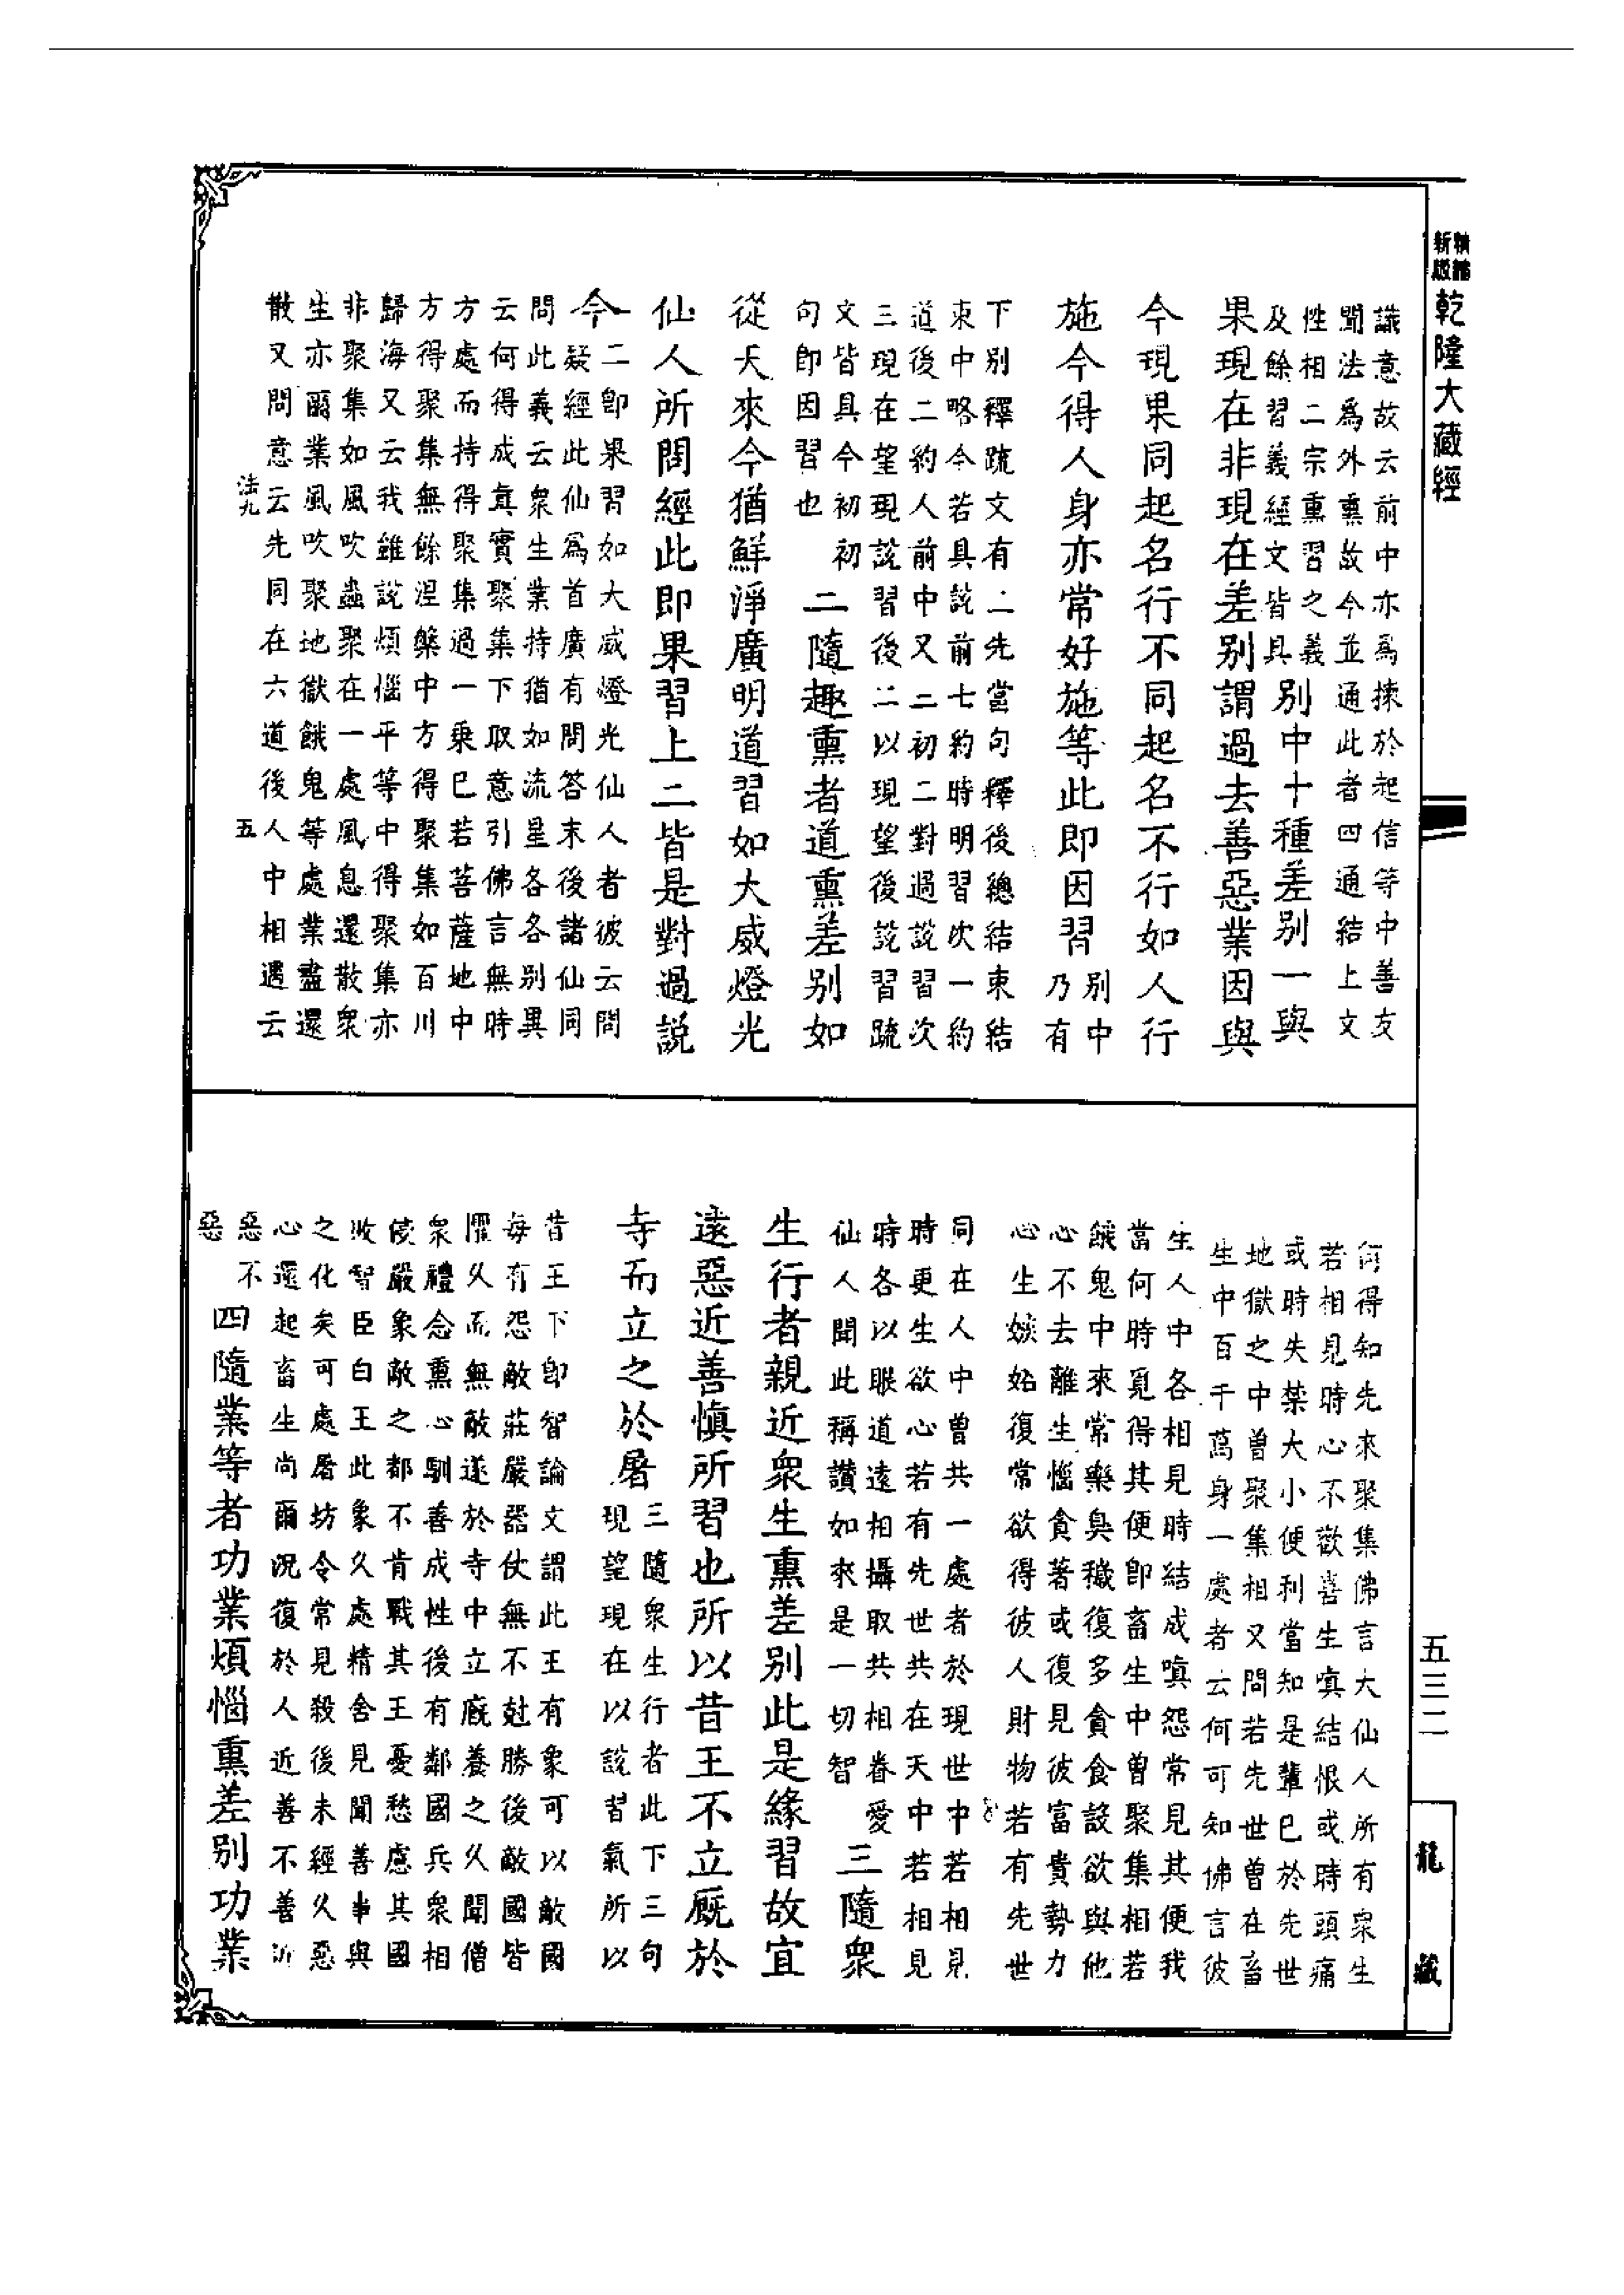 精縮
新版
乾隆大藏經
識意故云前中亦爲揀於起信等中善友
聞法爲外熏故今並通此者四通結上文
性相二宗熏習之義
及餘習義經文皆具
別中十種差別一與
果現在非現在差別謂過去善惡業因與
今現果同起名行不同起名不行如人行
施今得人身亦常好施等此即因習
別中
乃有
下別釋疏文有二先當句釋後總結束結
束中略今若具說前七約時明習次一約
道後二約人前中又二初二對過說習次
三現在望現說習後二以現望後說習疏
文皆具今初初
句即因習也
二隨趣熏者道熏差別如
從天來今猶鮮淨廣明道習如大威燈光
仙人所問經此即果習上二皆是對過說
今
二即果習如大威燈光仙人者彼云問
疑經此仙爲首廣有問答末後諸仙同
問此義云衆生業持猶如流星各各別異
云何得成真實聚集下取意引佛言無時
方處而持得聚集過一乘已若菩薩地中
方得聚集無餘涅槃中方得聚集如百川
歸海又云我雖說煩惱平等中得聚集亦
非聚集如風吹蟲聚在一處風息還散衆
生亦爾業風吹聚地獄餓鬼等處業盡還
散又問意云先同在六道後人中相遇云
法九
五
何得知先來聚集佛言大仙人所有衆生
若相見時心不歡喜生嗔結恨或時頭痛
或時失禁大小便利當知是輩已於先世
地獄之中曾聚集相又問若先世曾在畜
生中百千萬身一處者云何可知佛言彼
生人中各相見時結成嗔怨常見其便我
當何時覓得其便即畜生中曾聚集相若
餓鬼中來常樂臭穢復多貪食設欲與他
心不去離生惱貪著或復見彼富貴勢力
心生嫉妬復常欲得彼人財物若有先世
同在人中曾共一處者於現世中若相見
時更生欲心若有先世共在天中若相見
時各以眼道遠相攝取共相眷愛
仙人聞此稱讃如來是一切智
三隨衆
生行者親近衆生熏差別此是緣習故宜
遠惡近善慎所習也所以昔王不立厩於
寺而立之於屠
三隨衆生行者此下三句
現望現在以說習氣所以
昔王下即智論文謂此王有象可以敵國
每有怨敵莊嚴器仗無不尅勝後敵國皆
懼久而無敵遂於寺中立廐養之久聞僧
衆禮念熏心馴善成性後有鄰國兵衆相
侵嚴象敵之都不肯戰其王憂愁慮其國
敗智臣白王此象久處精舍見聞善事與
之化矣可處屠坊令常見殺後未經久惡
心還起畜生尚爾況復於人近善不善近
惡不
惡
四隨業等者功業煩惱熏差別功業
五三二
龍藏